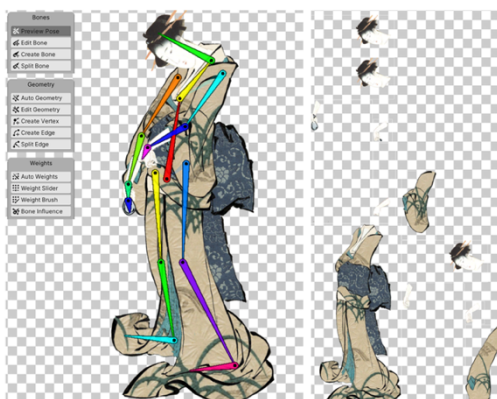 Bones
Preview Pose
Edit Bone
Create Bone
Split Bone
Geometry
Auto Geometry
Edit Geometry
Create Vertex
Create Edge
Split Edge
Weights
Auto Weights
Weight Slider
Weight Brush
Bone Influence